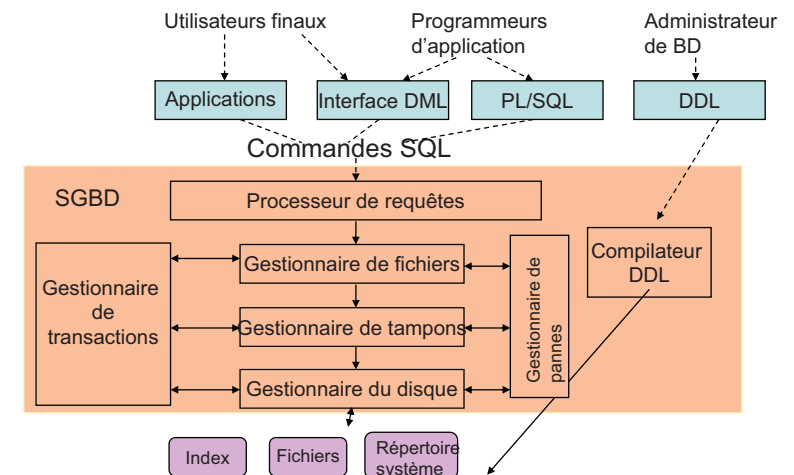 Utilisateurs finaux
Programmeurs
d'application
Administrateur
de BD
Applications
Interface DML
PL/SQL
DDL
Commandes SQL
SGBD
Processeur de requêtes
Gestionnaire
de
transactions
Gestionnaire de fichiers
Gestionnaire de tampons
Gestionnaire du disque
Gestionnaire de
pannes
Compilateur
DDL
Index
Fichiers
Répertoire
système